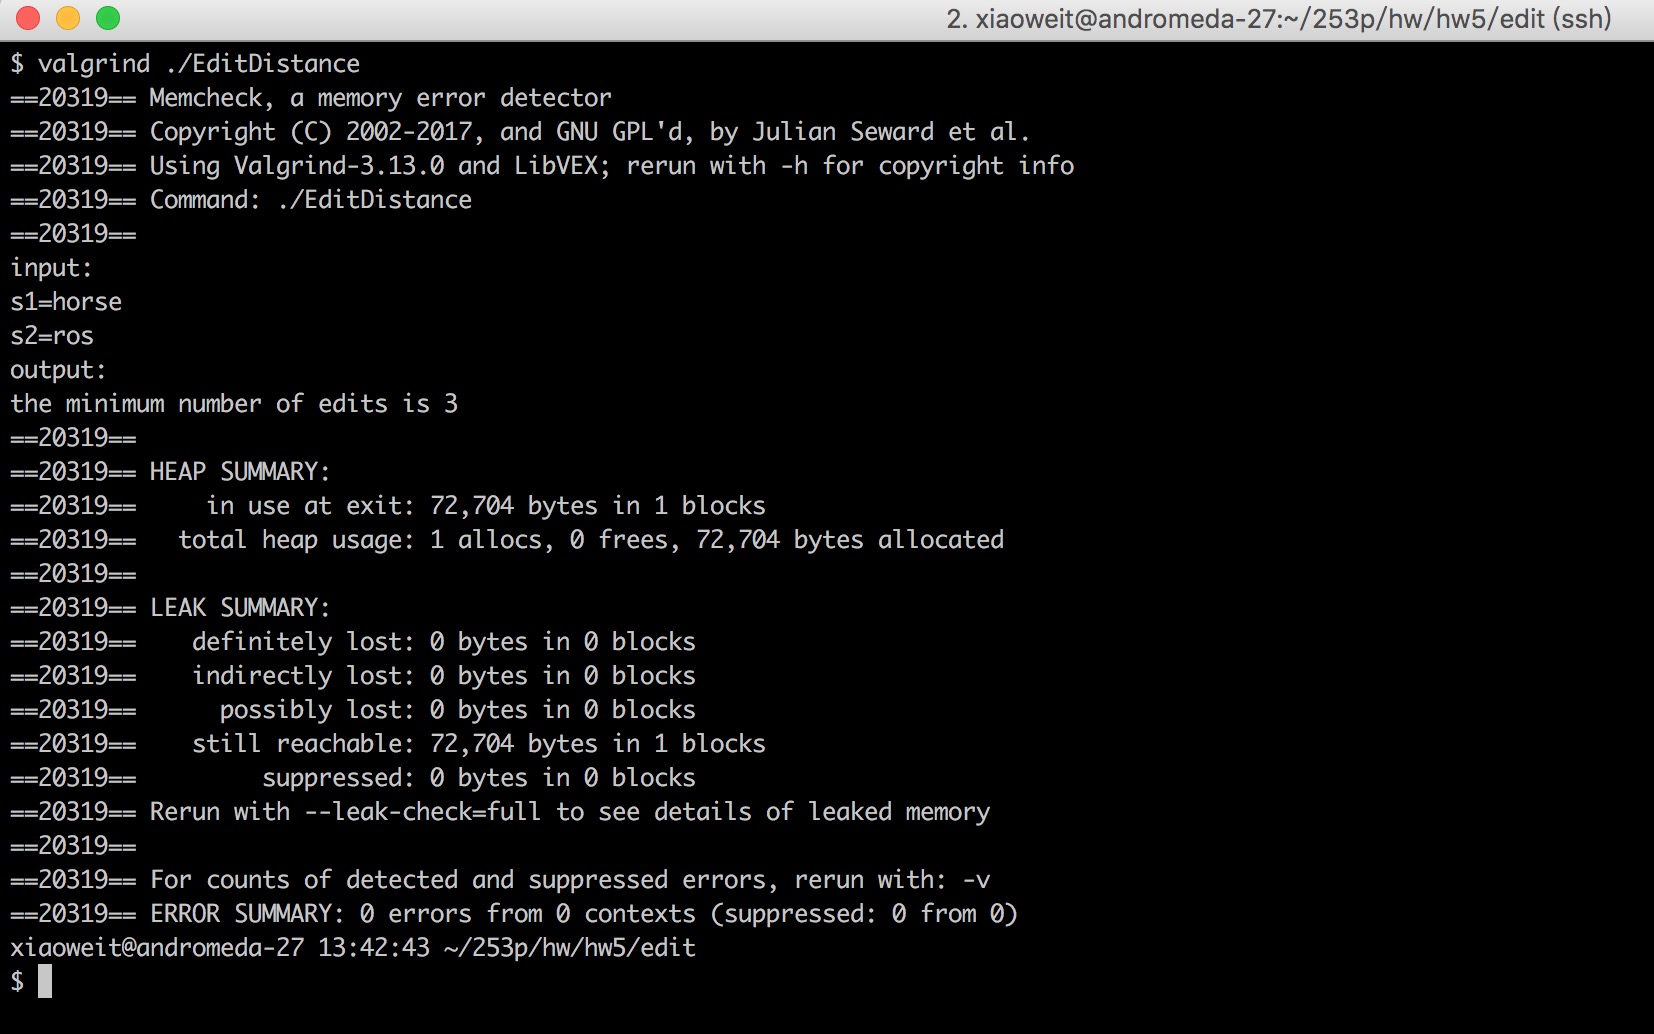 2. xiaoweit@andromeda-27:~/253p/hw/hw5/edit (ssh)
$ valgrind ./EditDistance
==20319== Memcheck, a memory error detector
==20319== Copyright (C) 2002-2017, and GNU GPL'd, by Julian Seward et al.
==20319== Using Valgrind-3.13.0 and LibVEX; rerun with -h for copyright info
==20319== Command: ./EditDistance
==20319==
input:
s1=horse
s2=ros
output:
the minimum number of edits is 3
==20319==
==20319== HEAP SUMMARY:
==20319==     in use at exit: 72,704 bytes in 1 blocks
==20319==   total heap usage: 1 allocs, 0 frees, 72,704 bytes allocated
==20319==
==20319== LEAK SUMMARY:
==20319==    definitely lost: 0 bytes in 0 blocks
==20319==    indirectly lost: 0 bytes in 0 blocks
==20319==      possibly lost: 0 bytes in 0 blocks
==20319==    still reachable: 72,704 bytes in 1 blocks
==20319==         suppressed: 0 bytes in 0 blocks
==20319== Rerun with --leak-check=full to see details of leaked memory
==20319==
==20319== For counts of detected and suppressed errors, rerun with: -v
==20319== ERROR SUMMARY: 0 errors from 0 contexts (suppressed: 0 from 0)
xiaoweit@andromeda-27 13:42:43 ~/253p/hw/hw5/edit
$